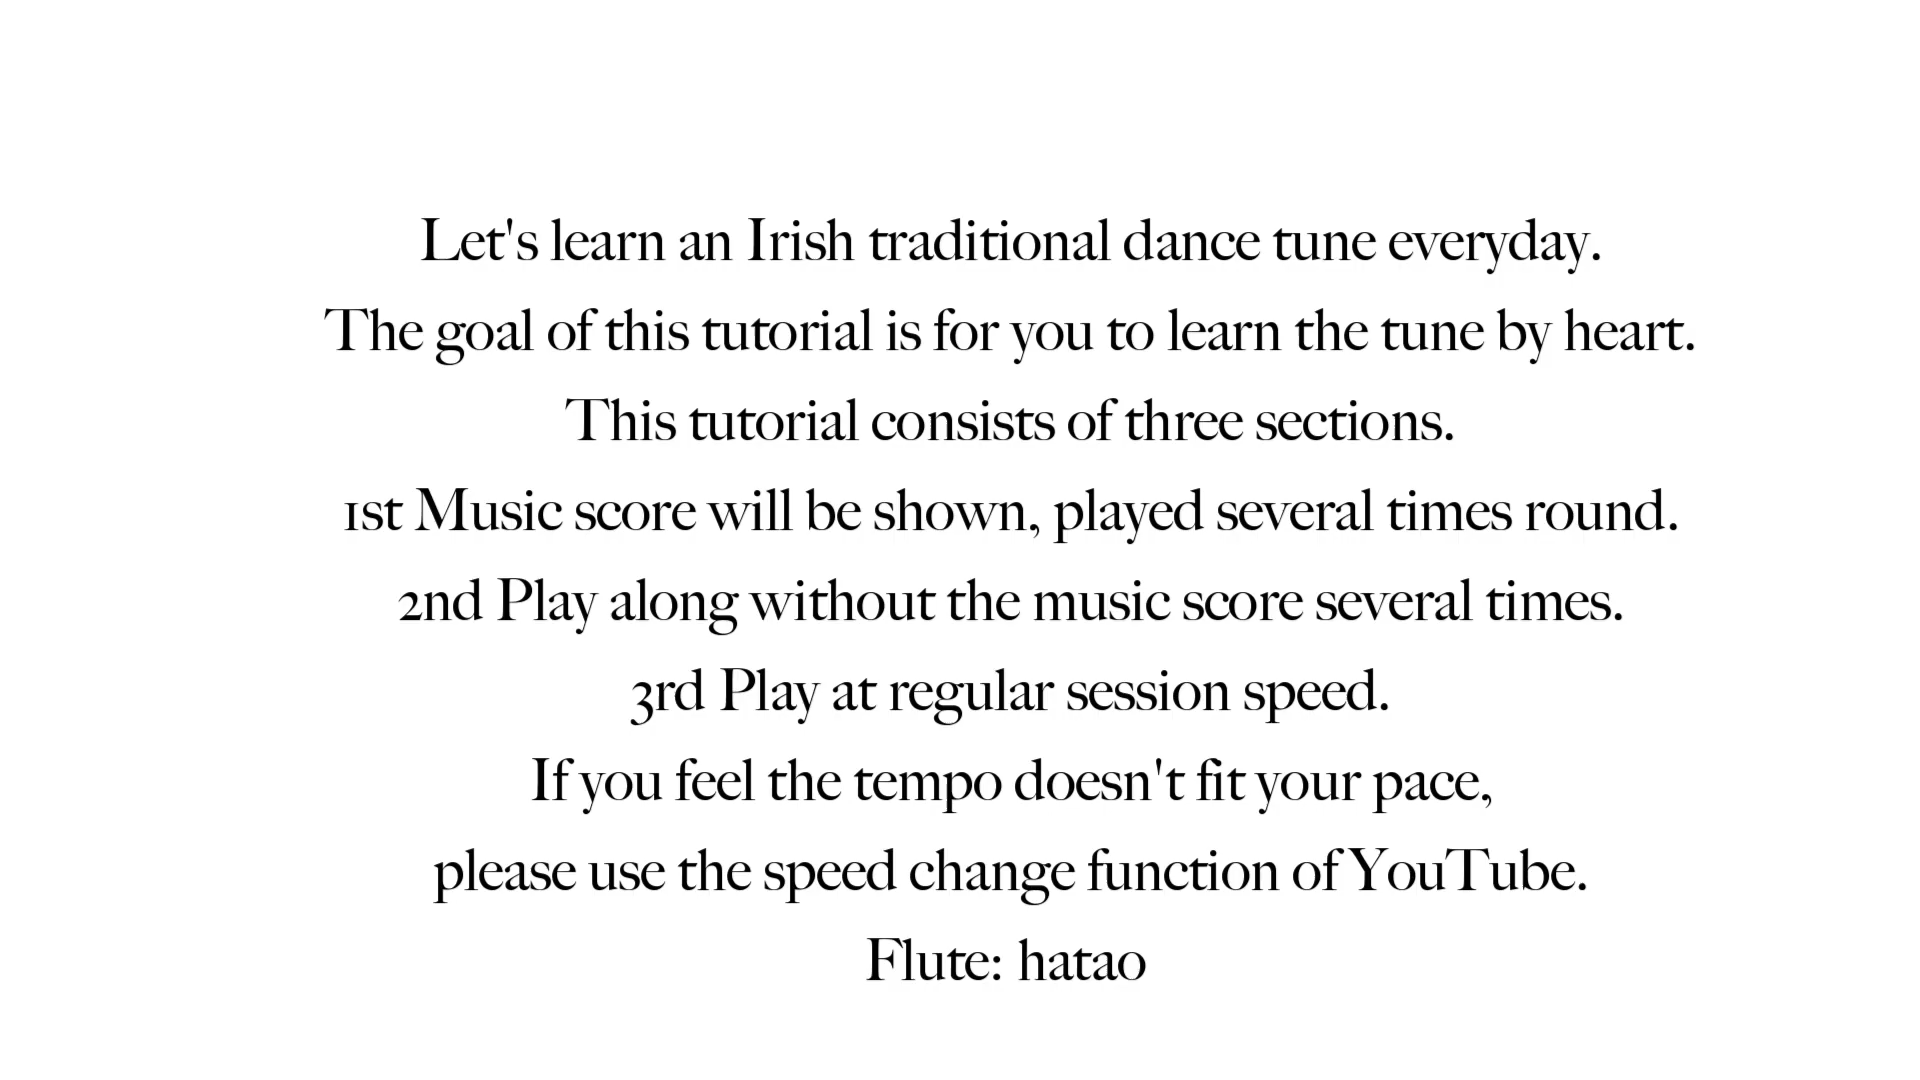 Let's learn an Irish traditional dance tune everyday.
The goal of this tutorial is for you to learn the tune by heart.
This tutorial consists of three sections.
1st Music score will be shown, played several times round.
2nd Play along without the music score several times.
3rd Play at regular session speed.
If you feel the tempo doesn't fit your pace,
please use the speed change function of YouTube.
Flute: hatao